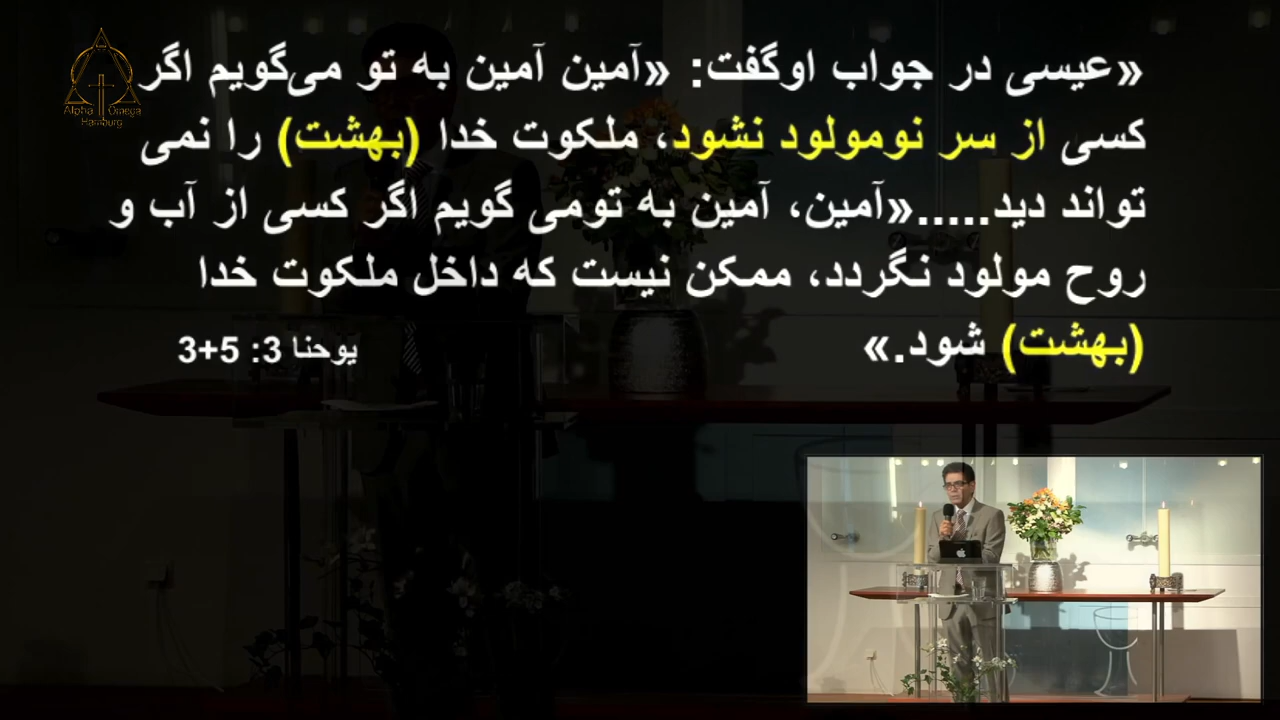 «عیسی در جواب اوگفت: «آمین آمین به تو می‌گویم اگر
کسی از سر نومولود نشود، ملکوت خدا (بهشت) را نمی
تواند دید.....«آمین، آمین به تومی گویم اگر کسی از آب و
روح مولود نگردد، ممکن نیست که داخل ملکوت خدا
(بهشت) شود.»
یوحنا 3: 5+3
Alpha Omega
Hamburg